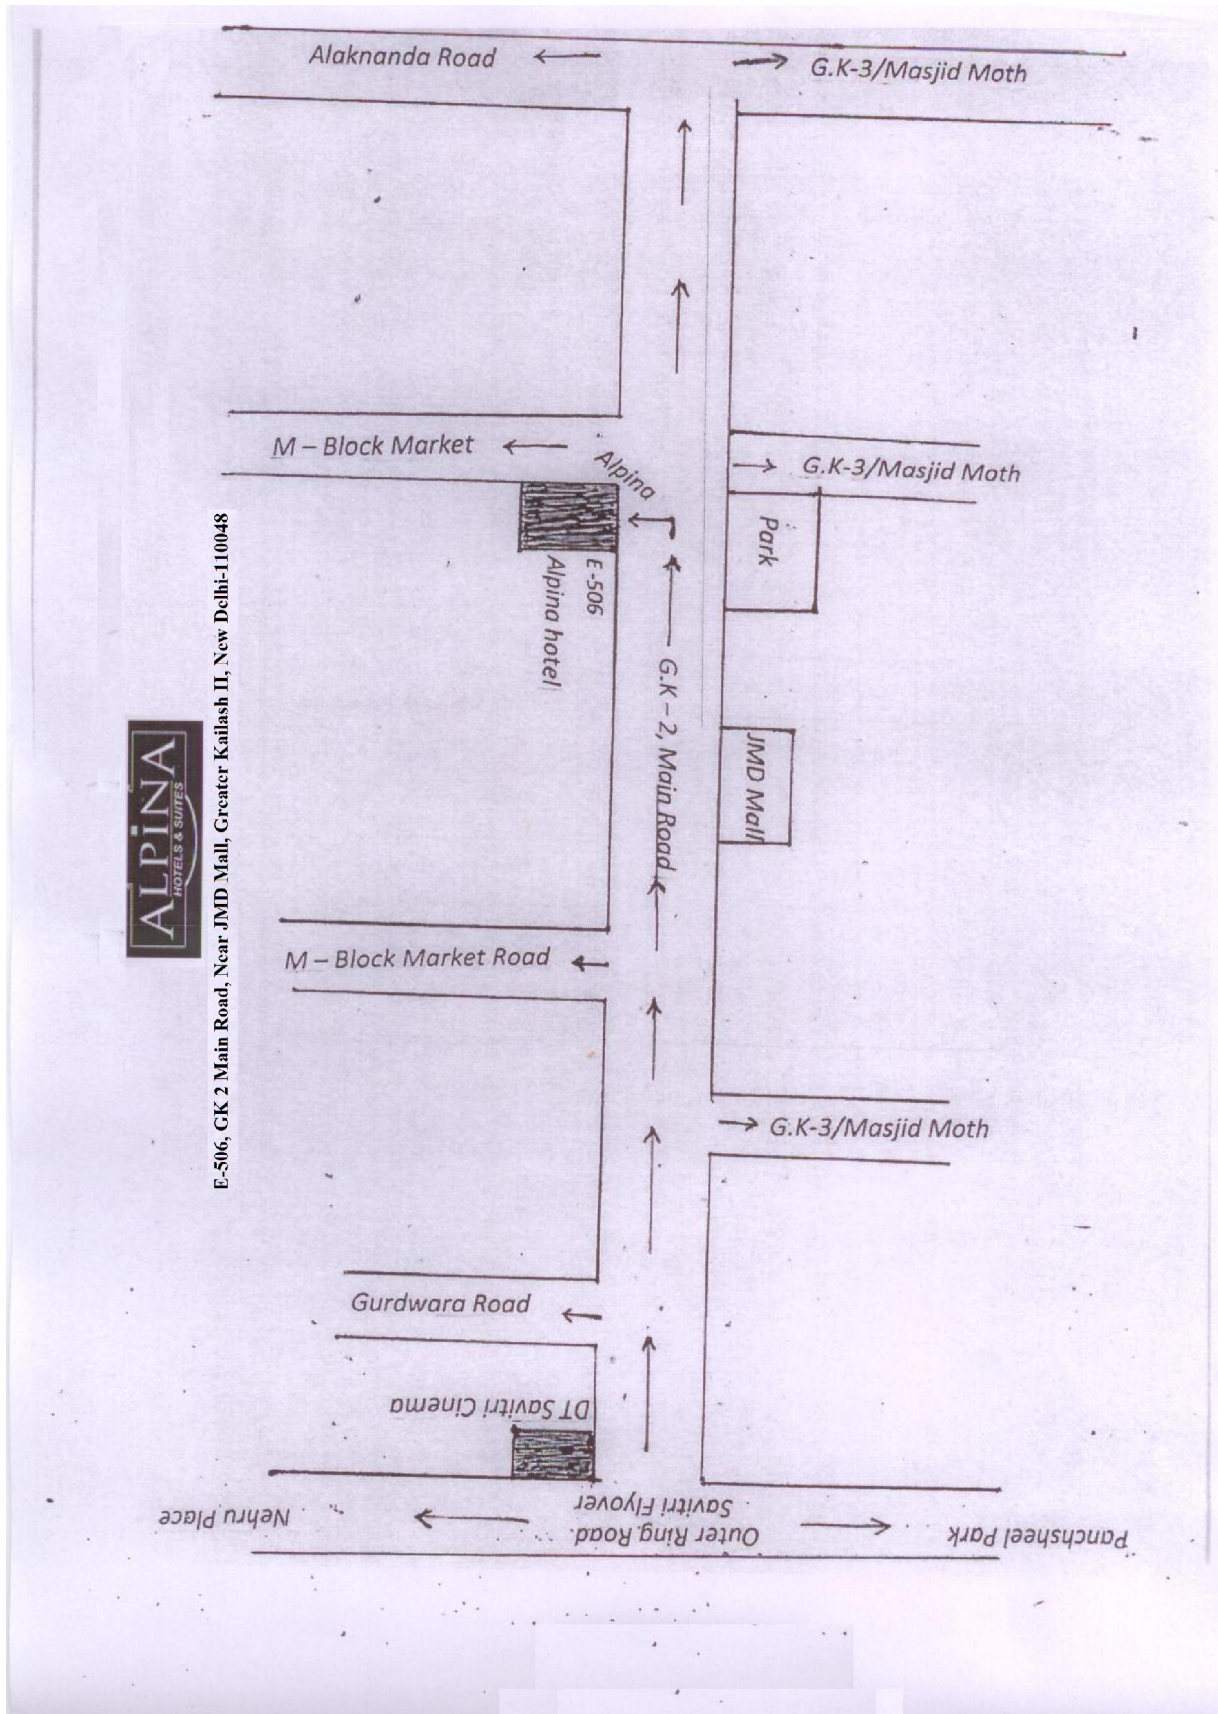 Alaknanda Road
G.K-3/Masjid Moth
M – Block Market
Alpina
G.K-3/Masjid Moth
Park
E-506
Alpina hotel
G.K – 2, Main Road
JMD Mall
ALPINA
HOTELS & SUITES
E-506, GK 2 Main Road, Near JMD Mall, Greater Kailash II, New Delhi-110048
M – Block Market Road
G.K-3/Masjid Moth
Gurdwara Road
DT Savitri Cinema
Nehru Place
Outer Ring Road
Savitri Flyover
Panchsheel Park